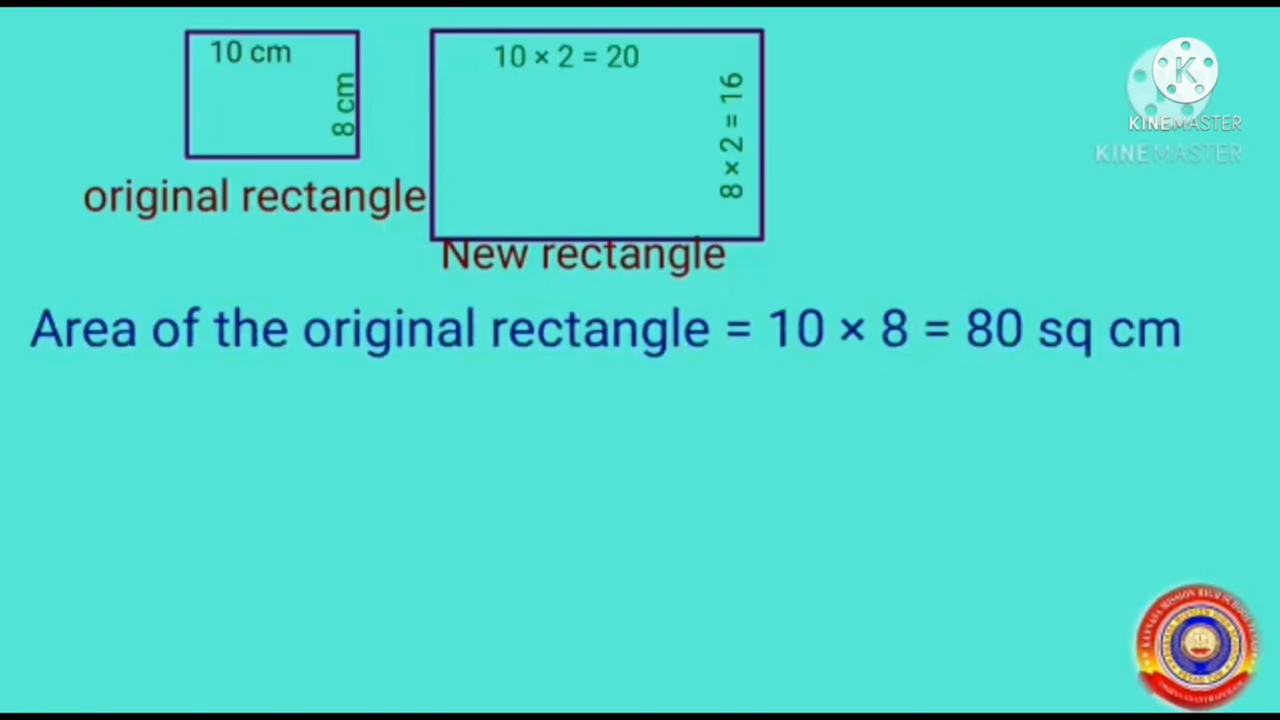 10 cm
8 cm
original rectangle
10 × 2 = 20
8 × 2 = 16
New rectangle
Area of the original rectangle = 10 × 8 = 80 sq cm
KINEMASTER
KINEMASTER